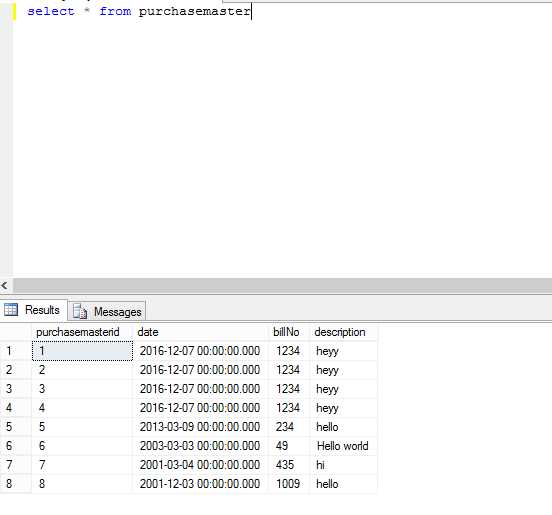 select * from purchasemaster
Results Messages
purchasemasterid date billNo description
1 1 2016-12-07 00:00:00.000 1234 heyy
2 2 2016-12-07 00:00:00.000 1234 heyy
3 3 2016-12-07 00:00:00.000 1234 heyy
4 4 2016-12-07 00:00:00.000 1234 heyy
5 5 2013-03-09 00:00:00.000 234 hello
6 6 2003-03-03 00:00:00.000 49 Hello world
7 7 2001-03-04 00:00:00.000 435 hi
8 8 2001-12-03 00:00:00.000 1009 hello